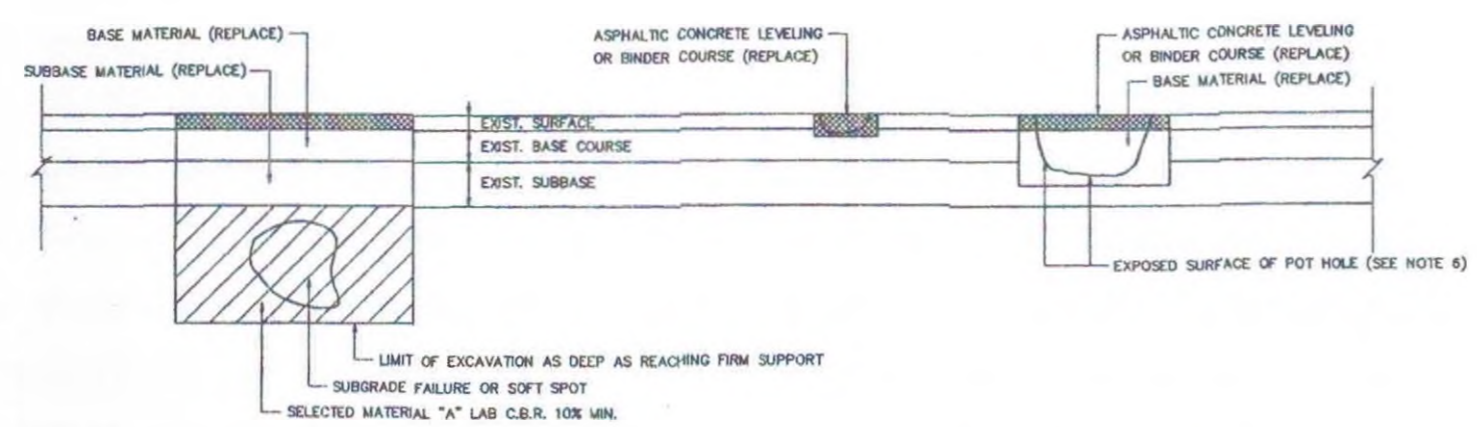 BASE MATERIAL (REPLACE)
SUBBASE MATERIAL (REPLACE)
ASPHALTIC CONCRETE LEVELING
OR BINDER COURSE (REPLACE)
ASPHALTIC CONCRETE LEVELING
OR BINDER COURSE (REPLACE)
BASE MATERIAL (REPLACE)
EXIST. SURFACE
EXIST. BASE COURSE
EXIST. SUBBASE
EXPOSED SURFACE OF POT HOLE (SEE NOTE 6)
LIMIT OF EXCAVATION AS DEEP AS REACHING FIRM SUPPORT
SUBGRADE FAILURE OR SOFT SPOT
SELECTED MATERIAL "A" LAB C.B.R. 10% MIN.